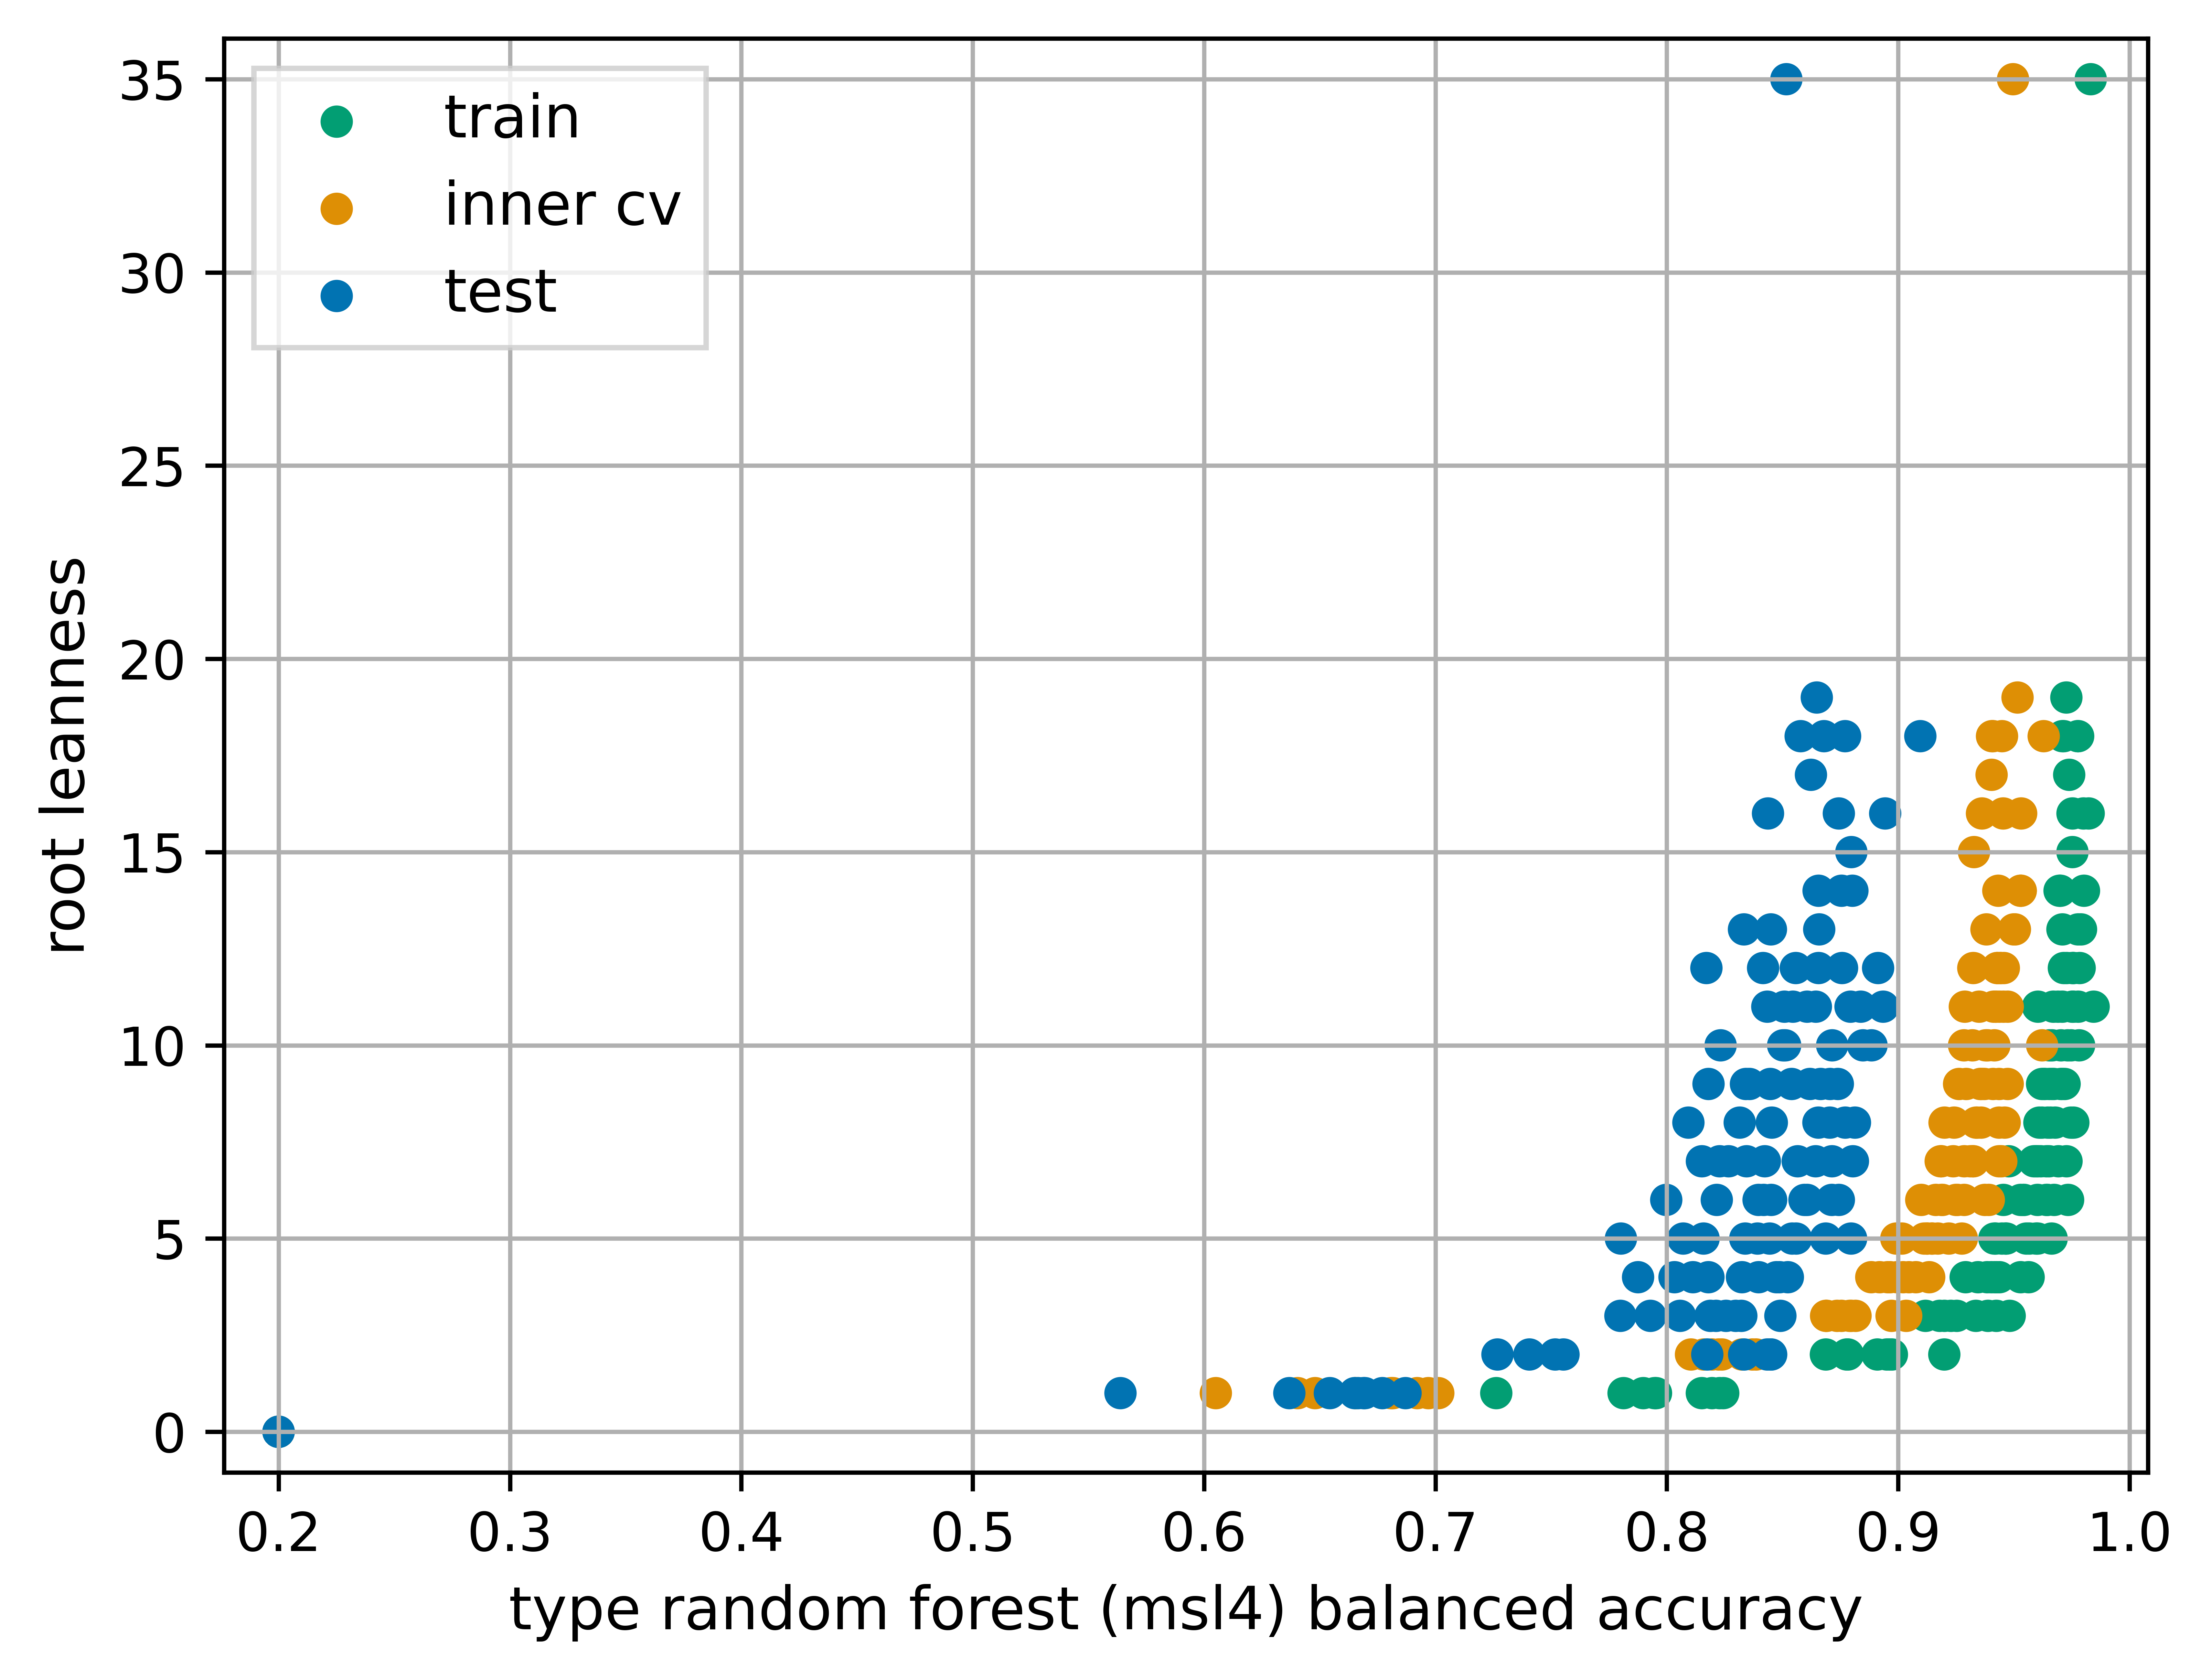 35
30
25
20
15
10
5
0
root leanness
train
inner cv
test
0.2 0.3 0.4 0.5 0.6 0.7 0.8 0.9 1.0
type random forest (msl4) balanced accuracy